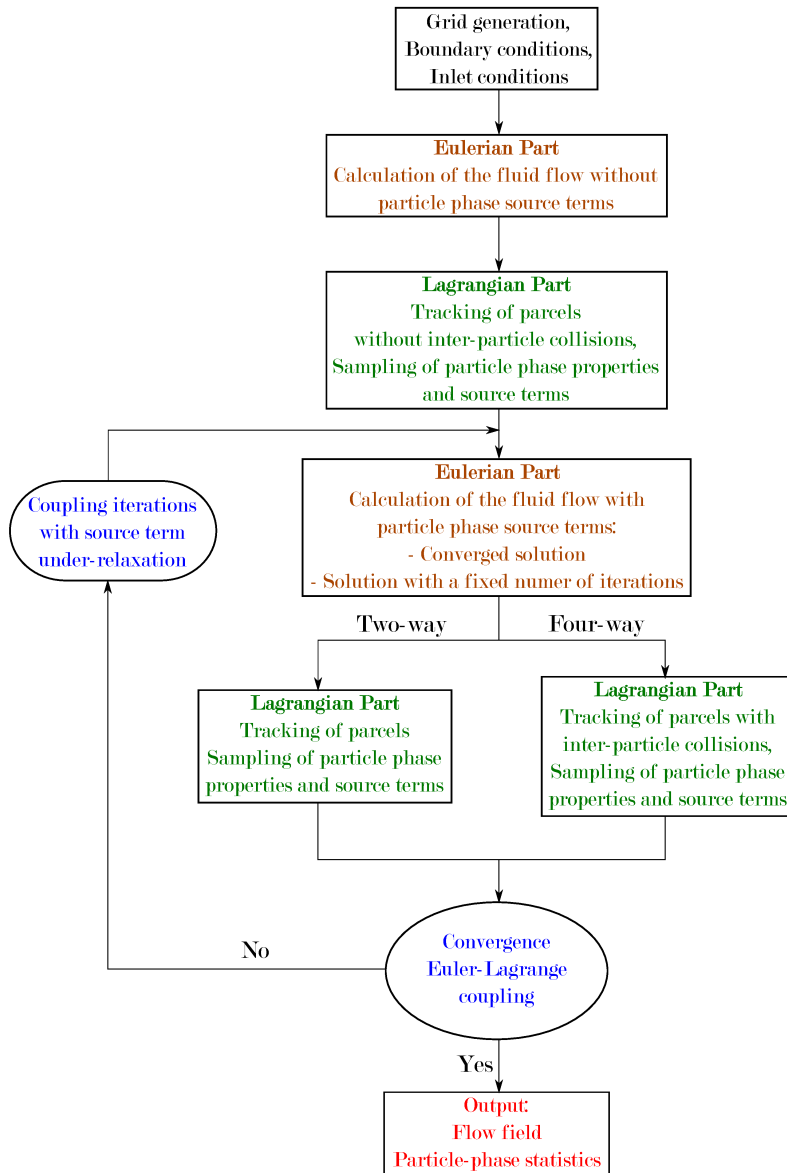 Grid generation,
Boundary conditions,
Inlet conditions
Eulerian Part
Calculation of the fluid flow without
particle phase source terms
Lagrangian Part
Tracking of parcels
without inter-particle collisions,
Sampling of particle phase properties
and source terms
Coupling iterations
with source term
under-relaxation
Eulerian Part
Calculation of the fluid flow with
particle phase source terms:
- Converged solution
- Solution with a fixed numer of iterations
Two-way
Four-way
Lagrangian Part
Tracking of parcels
Sampling of particle phase
properties and source terms
Lagrangian Part
Tracking of parcels with
inter-particle collisions,
Sampling of particle phase
properties and source terms
No
Convergence
Euler-Lagrange
coupling
Yes
Output:
Flow field
Particle-phase statistics